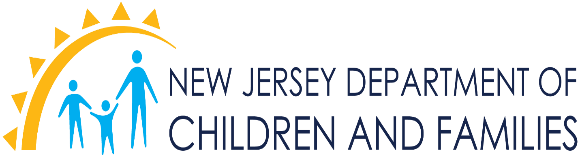 NEW JERSEY DEPARTMENT OF
CHILDREN AND FAMILIES